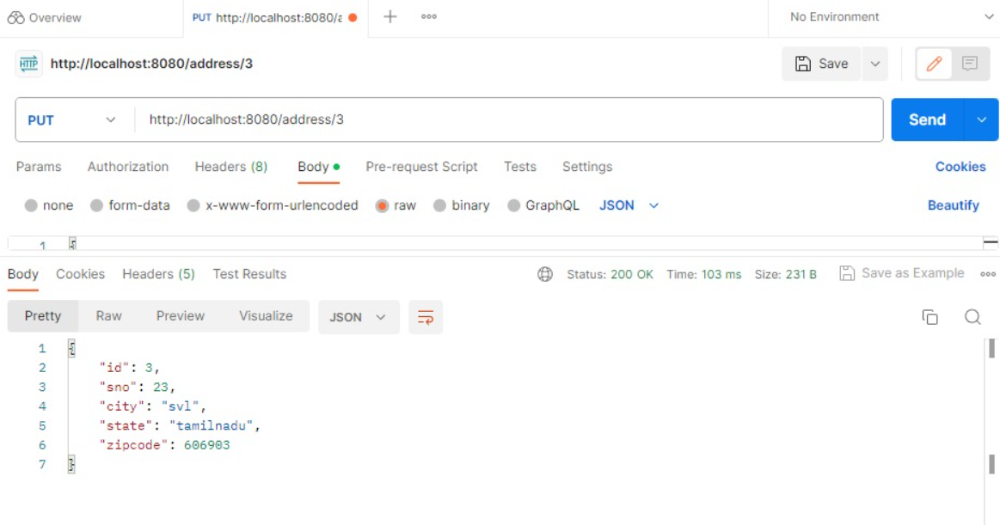 Overview PUT http://localhost:8080/a No Environment
HTTP http://localhost:8080/address/3 Save
PUT http://localhost:8080/address/3 Send
Params Authorization Headers (8) Body Pre-request Script Tests Settings Cookies
none form-data x-www-form-urlencoded raw binary GraphQL JSON Beautify
1 {
Body Cookies Headers (5) Test Results Status: 200 OK Time: 103 ms Size: 231 B Save as Example
Pretty Raw Preview Visualize JSON
1 {
2 "id": 3,
3 "sno": 23,
4 "city": "svl",
5 "state": "tamilnadu",
6 "zipcode": 606903
7 }